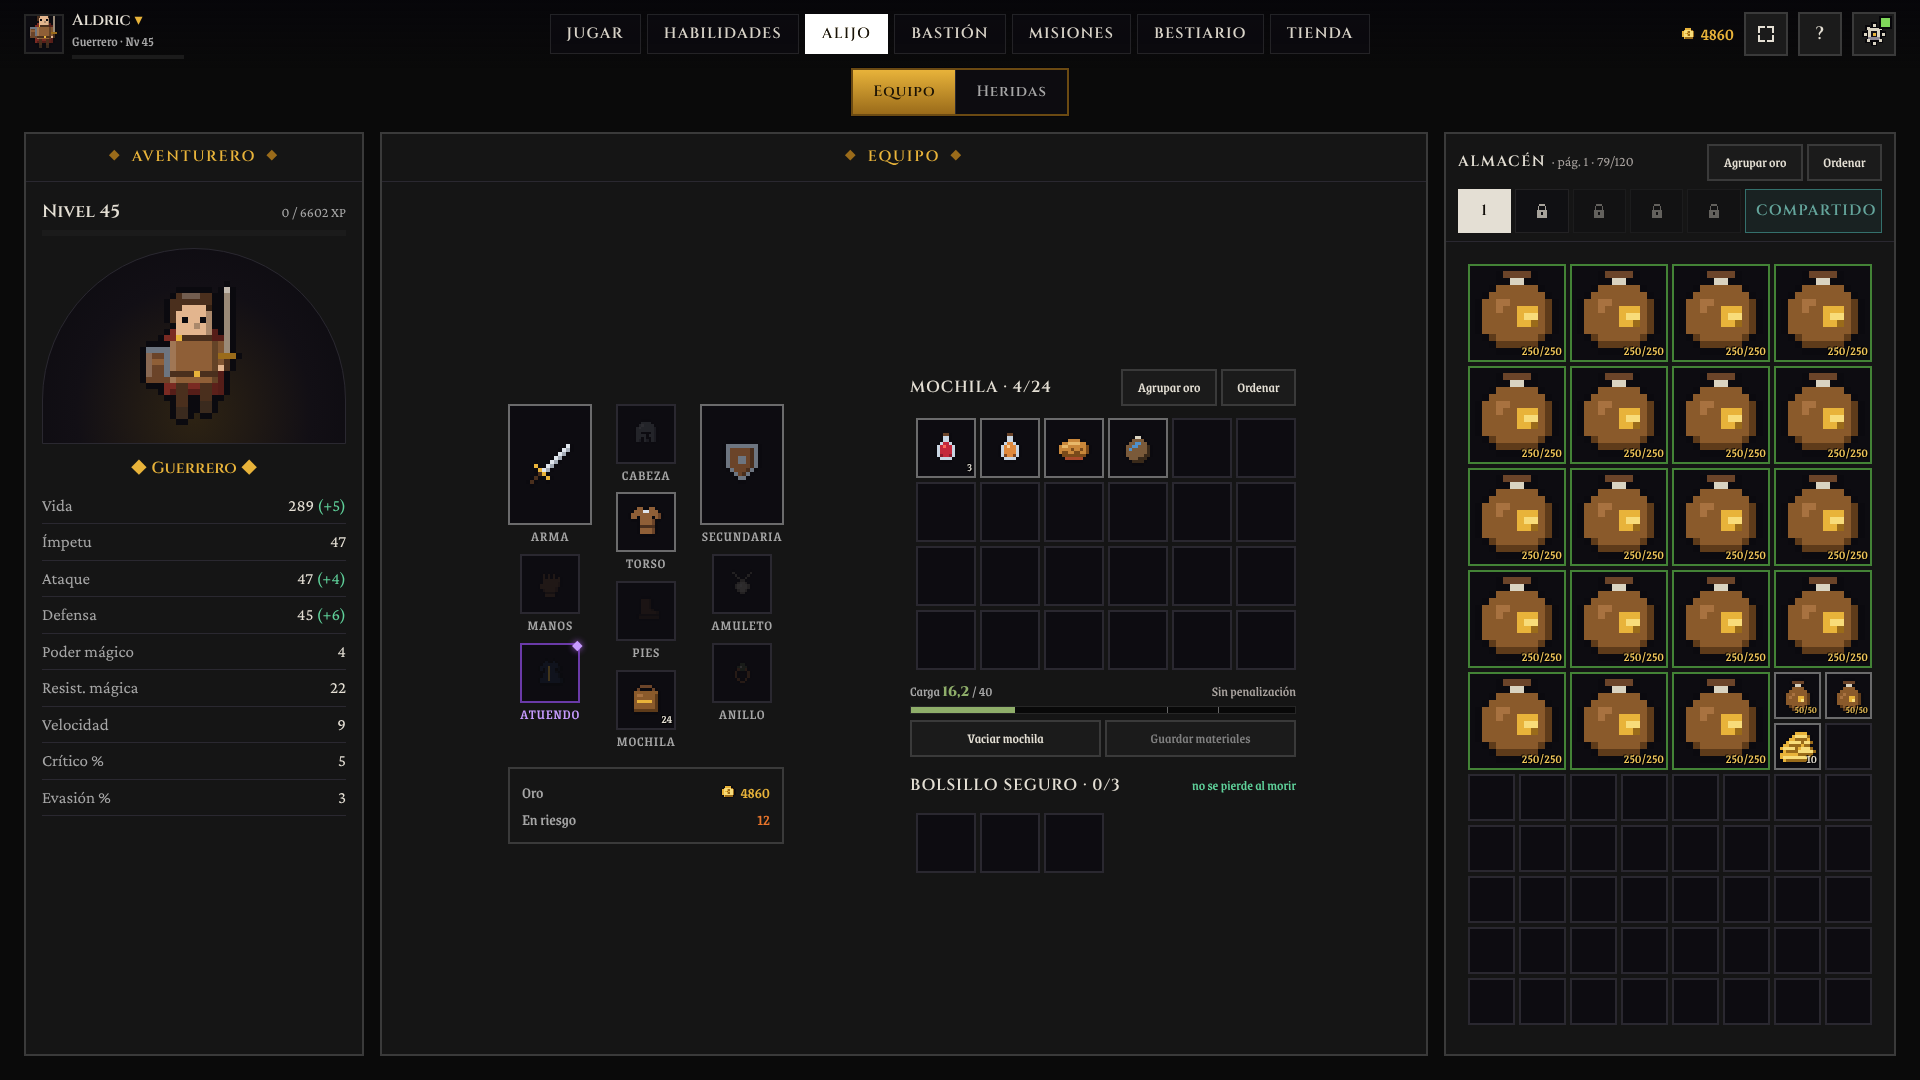 ALDRIC ▾
Guerrero · Nv 45
JUGAR
HABILIDADES
ALIJO
BASTIÓN
MISIONES
BESTIARIO
TIENDA
4860
?
EQUIPO
HERIDAS
AVENTURERO
NIVEL 45
0 / 6602 XP
GUERRERO
Vida 289 (+5)
Ímpetu 47
Ataque 47 (+4)
Defensa 45 (+6)
Poder mágico 4
Resist. mágica 22
Velocidad 9
Crítico % 5
Evasión % 3
EQUIPO
ARMA
CABEZA
SECUNDARIA
TORSO
MANOS
AMULETO
PIES
ATUENDO
ANILLO
24
MOCHILA
Oro 4860
En riesgo 12
MOCHILA · 4/24
Agrupar oro
Ordenar
3
Carga 16,2 / 40
Sin penalización
Vaciar mochila
Guardar materiales
BOLSILLO SEGURO · 0/3
no se pierde al morir
ALMACÉN · pág. 1 · 79/120
Agrupar oro
Ordenar
1
COMPARTIDO
250/250 250/250 250/250 250/250
250/250 250/250 250/250 250/250
250/250 250/250 250/250 250/250
250/250 250/250 250/250 250/250
250/250 250/250 250/250 50/50 50/50
10